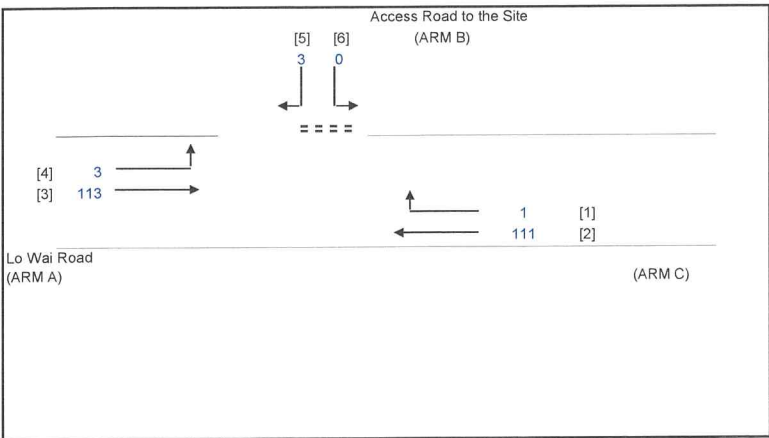 Access Road to the Site
[5] [6] (ARM B)
3 0
[4] 3
[3] 113
1 [1]
111 [2]
Lo Wai Road
(ARM A) (ARM C)